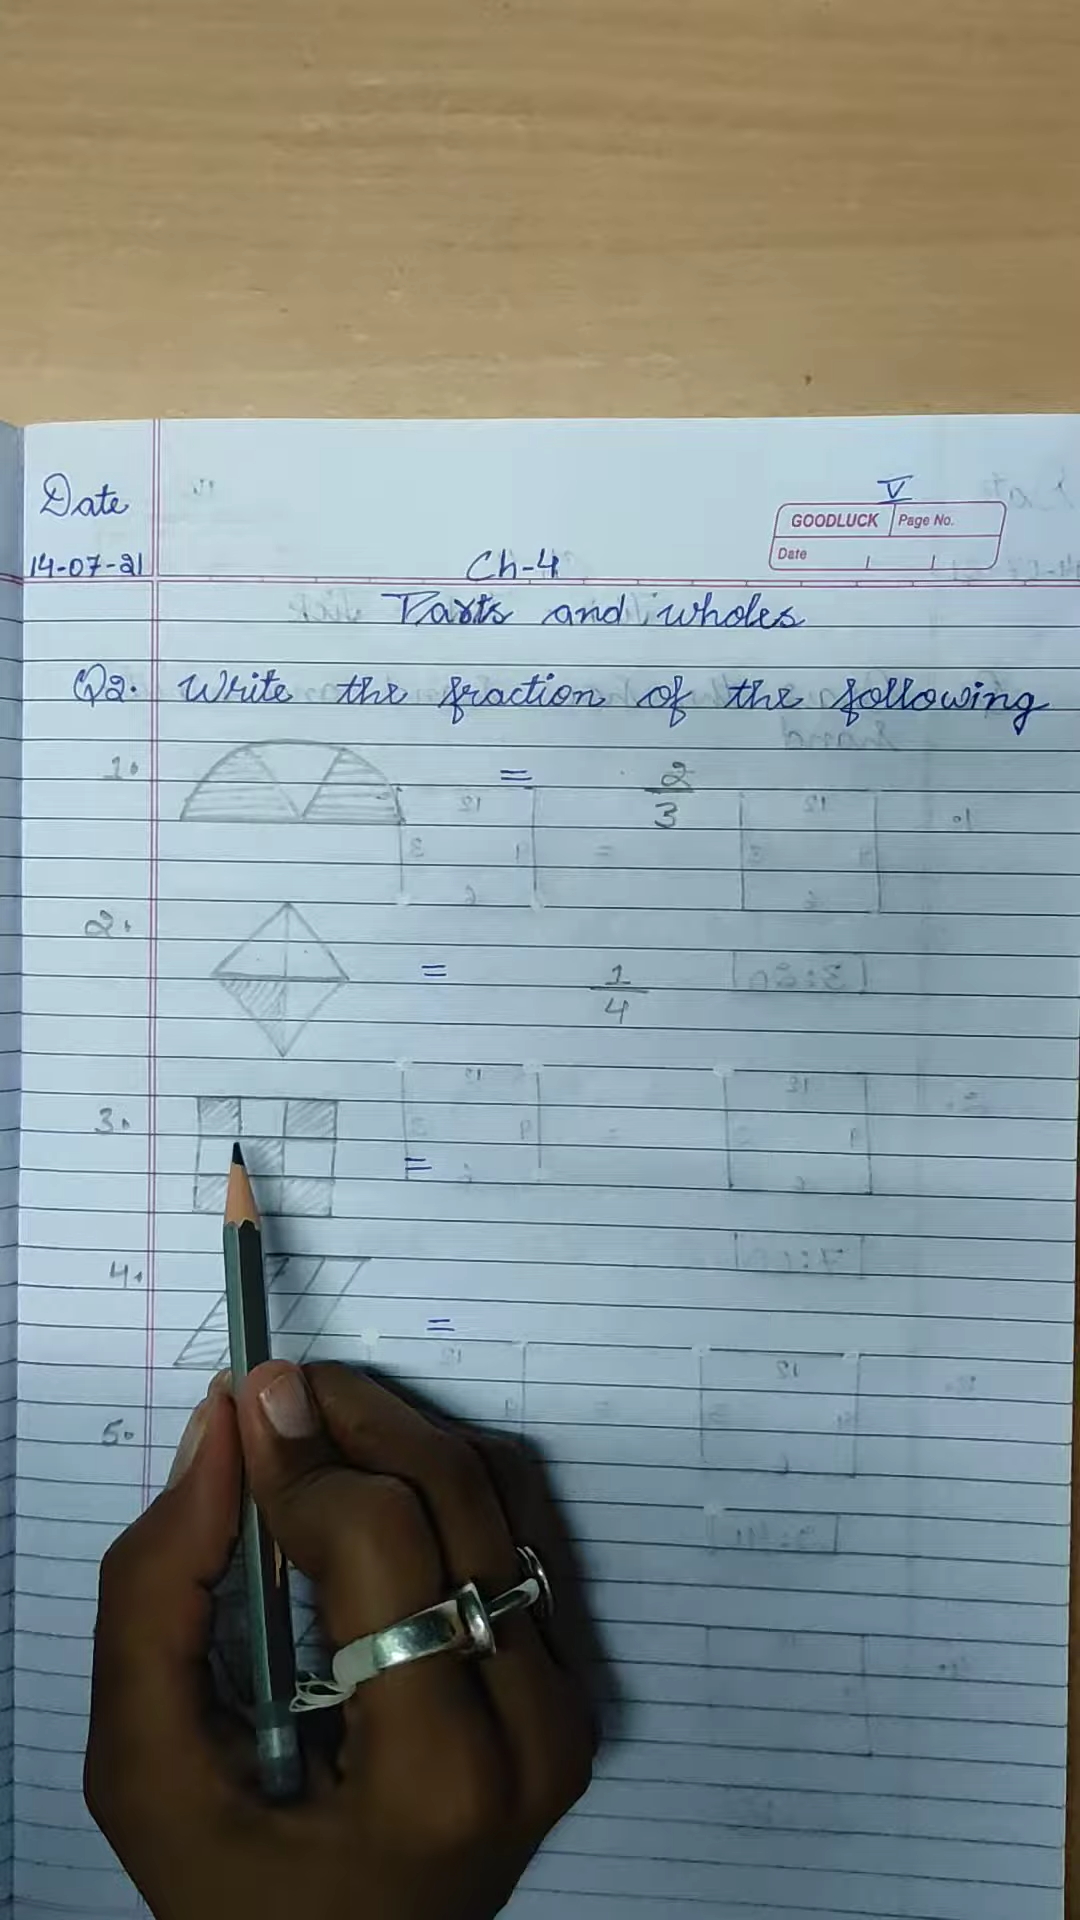 Date
V
GOODLUCK Page No.
Date
14-07-21
Ch-4
Parts and wholes
Q2. Write the fraction of the following
1. = 2/3
2. = 1/4
3. =
4. =
5.